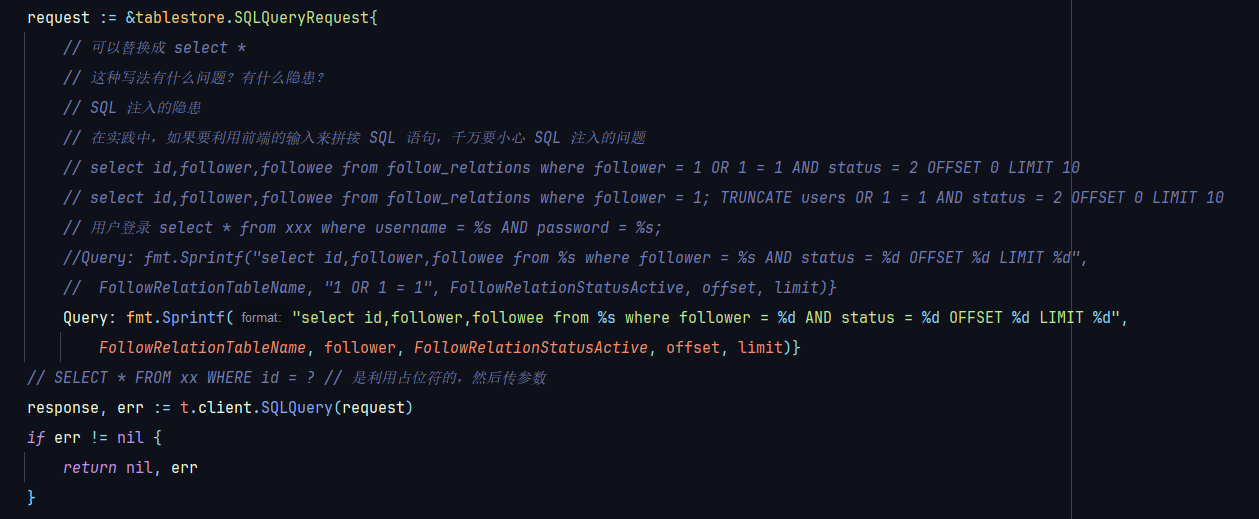 request := &tablestore.SQLQueryRequest{
// 可以替换成 select *
// 这种写法有什么问题？有什么隐患？
// SQL 注入的隐患
// 在实践中，如果要利用前端的输入来拼接 SQL 语句，千万要小心 SQL 注入的问题
// select id,follower,followee from follow_relations where follower = 1 OR 1 = 1 AND status = 2 OFFSET 0 LIMIT 10
// select id,follower,followee from follow_relations where follower = 1; TRUNCATE users OR 1 = 1 AND status = 2 OFFSET 0 LIMIT 10
// 用户登录 select * from xxx where username = %s AND password = %s;
//Query: fmt.Sprintf("select id,follower,followee from %s where follower = %s AND status = %d OFFSET %d LIMIT %d",
//  FollowRelationTableName, "1 OR 1 = 1", FollowRelationStatusActive, offset, limit)}
Query: fmt.Sprintf( format: "select id,follower,followee from %s where follower = %d AND status = %d OFFSET %d LIMIT %d",
FollowRelationTableName, follower, FollowRelationStatusActive, offset, limit)}
// SELECT * FROM xx WHERE id = ? // 是利用占位符的，然后传参数
response, err := t.client.SQLQuery(request)
if err != nil {
return nil, err
}